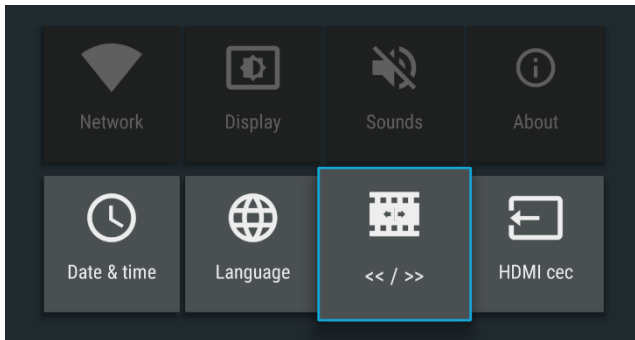 Network
Display
Sounds
About
Date & time
Language
<< / >>
HDMI cec